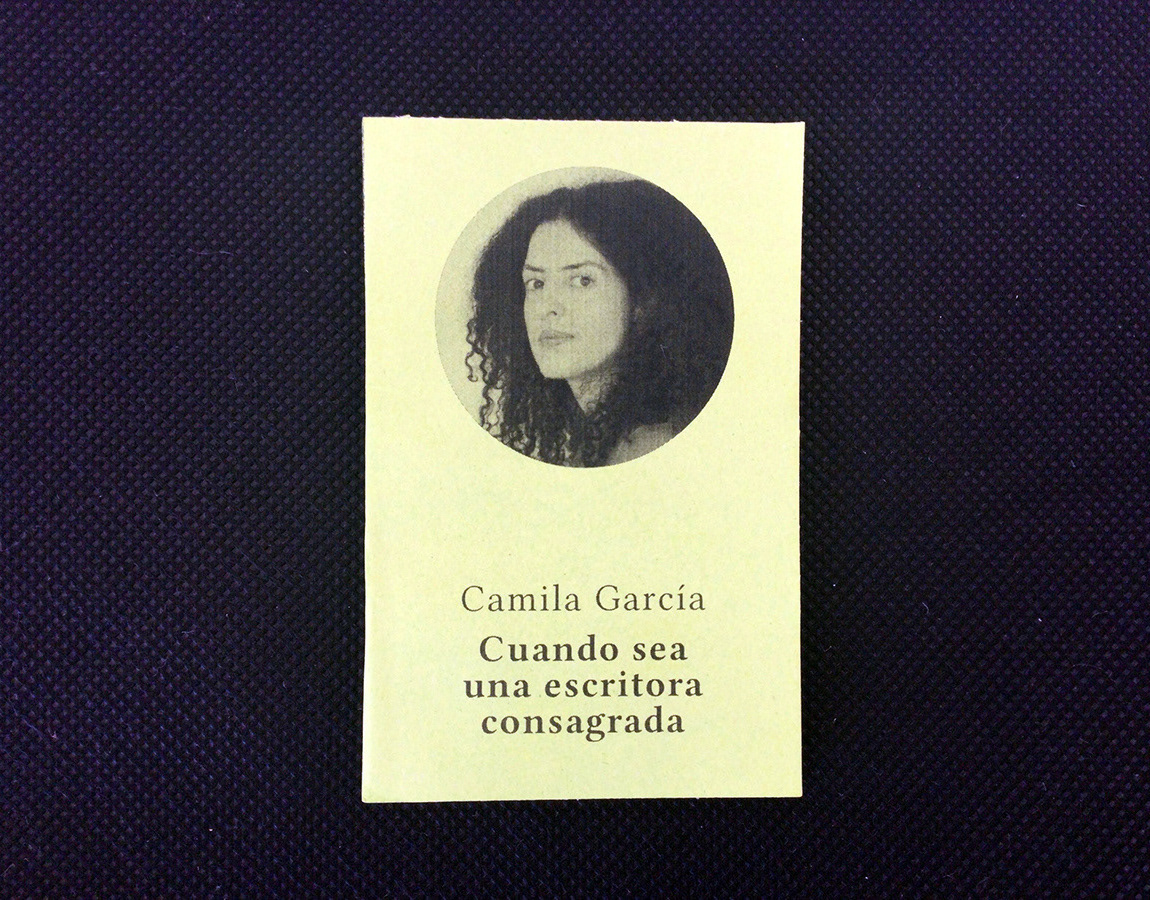 Camila García
Cuando sea
una escritora
consagrada